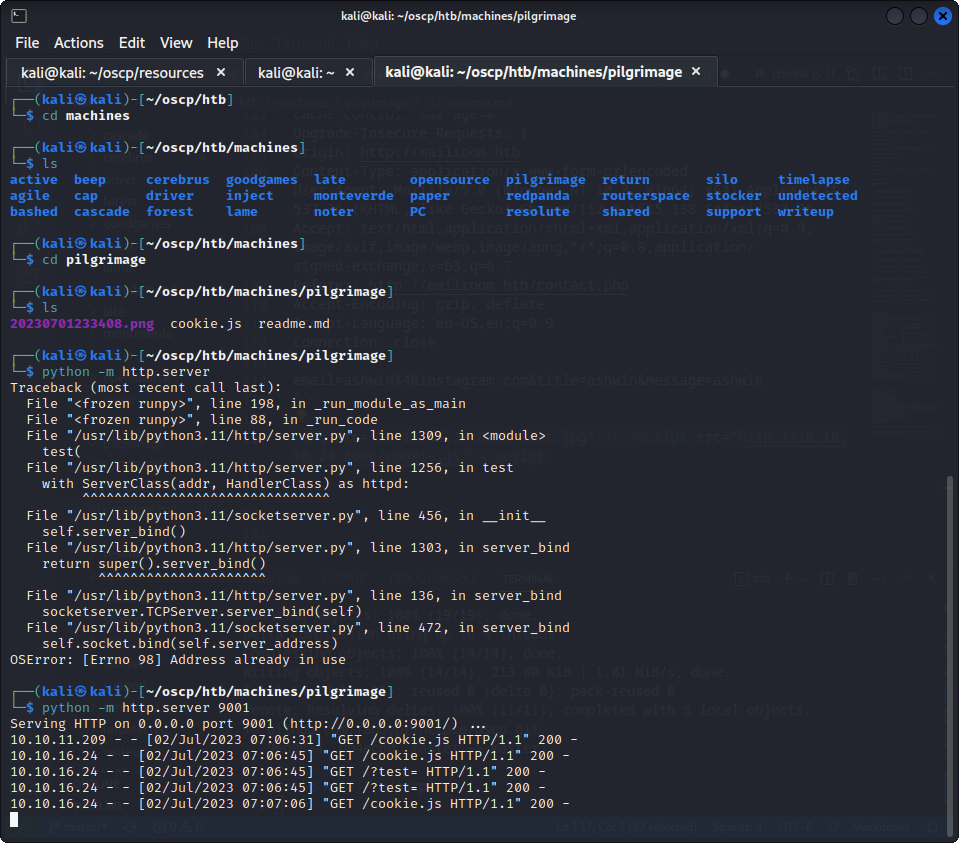 kali@kali: ~/oscp/htb/machines/pilgrimage
File Actions Edit View Help
kali@kali: ~/oscp/resources × kali@kali: ~ × kali@kali: ~/oscp/htb/machines/pilgrimage ×
┌──(kali㉿kali)-[~/oscp/htb]
└─$ cd machines
┌──(kali㉿kali)-[~/oscp/htb/machines]
└─$ ls
active beep cerebrus goodgames late opensource pilgrimage return silo timelapse
agile cap driver inject monteverde paper redpanda routerspace stocker undetected
bashed cascade forest lame noter PC resolute shared support writeup
┌──(kali㉿kali)-[~/oscp/htb/machines]
└─$ cd pilgrimage
┌──(kali㉿kali)-[~/oscp/htb/machines/pilgrimage]
└─$ ls
20230701233408.png cookie.js readme.md
┌──(kali㉿kali)-[~/oscp/htb/machines/pilgrimage]
└─$ python -m http.server
Traceback (most recent call last):
File "<frozen runpy>", line 198, in _run_module_as_main
File "<frozen runpy>", line 88, in _run_code
File "/usr/lib/python3.11/http/server.py", line 1309, in <module>
test(
File "/usr/lib/python3.11/http/server.py", line 1256, in test
with ServerClass(addr, HandlerClass) as httpd:
^^^^^^^^^^^^^^^^^^^^^^^^^^^^^^^
File "/usr/lib/python3.11/socketserver.py", line 456, in __init__
self.server_bind()
File "/usr/lib/python3.11/http/server.py", line 1303, in server_bind
return super().server_bind()
^^^^^^^^^^^^^^^^^^^^^
File "/usr/lib/python3.11/http/server.py", line 136, in server_bind
socketserver.TCPServer.server_bind(self)
File "/usr/lib/python3.11/socketserver.py", line 472, in server_bind
self.socket.bind(self.server_address)
OSError: [Errno 98] Address already in use
┌──(kali㉿kali)-[~/oscp/htb/machines/pilgrimage]
└─$ python -m http.server 9001
Serving HTTP on 0.0.0.0 port 9001 (http://0.0.0.0:9001/) ...
10.10.11.209 - - [02/Jul/2023 07:06:31] "GET /cookie.js HTTP/1.1" 200 -
10.10.16.24 - - [02/Jul/2023 07:06:45] "GET /cookie.js HTTP/1.1" 200 -
10.10.16.24 - - [02/Jul/2023 07:06:45] "GET /?test= HTTP/1.1" 200 -
10.10.16.24 - - [02/Jul/2023 07:06:45] "GET /?test= HTTP/1.1" 200 -
10.10.16.24 - - [02/Jul/2023 07:07:06] "GET /cookie.js HTTP/1.1" 200 -